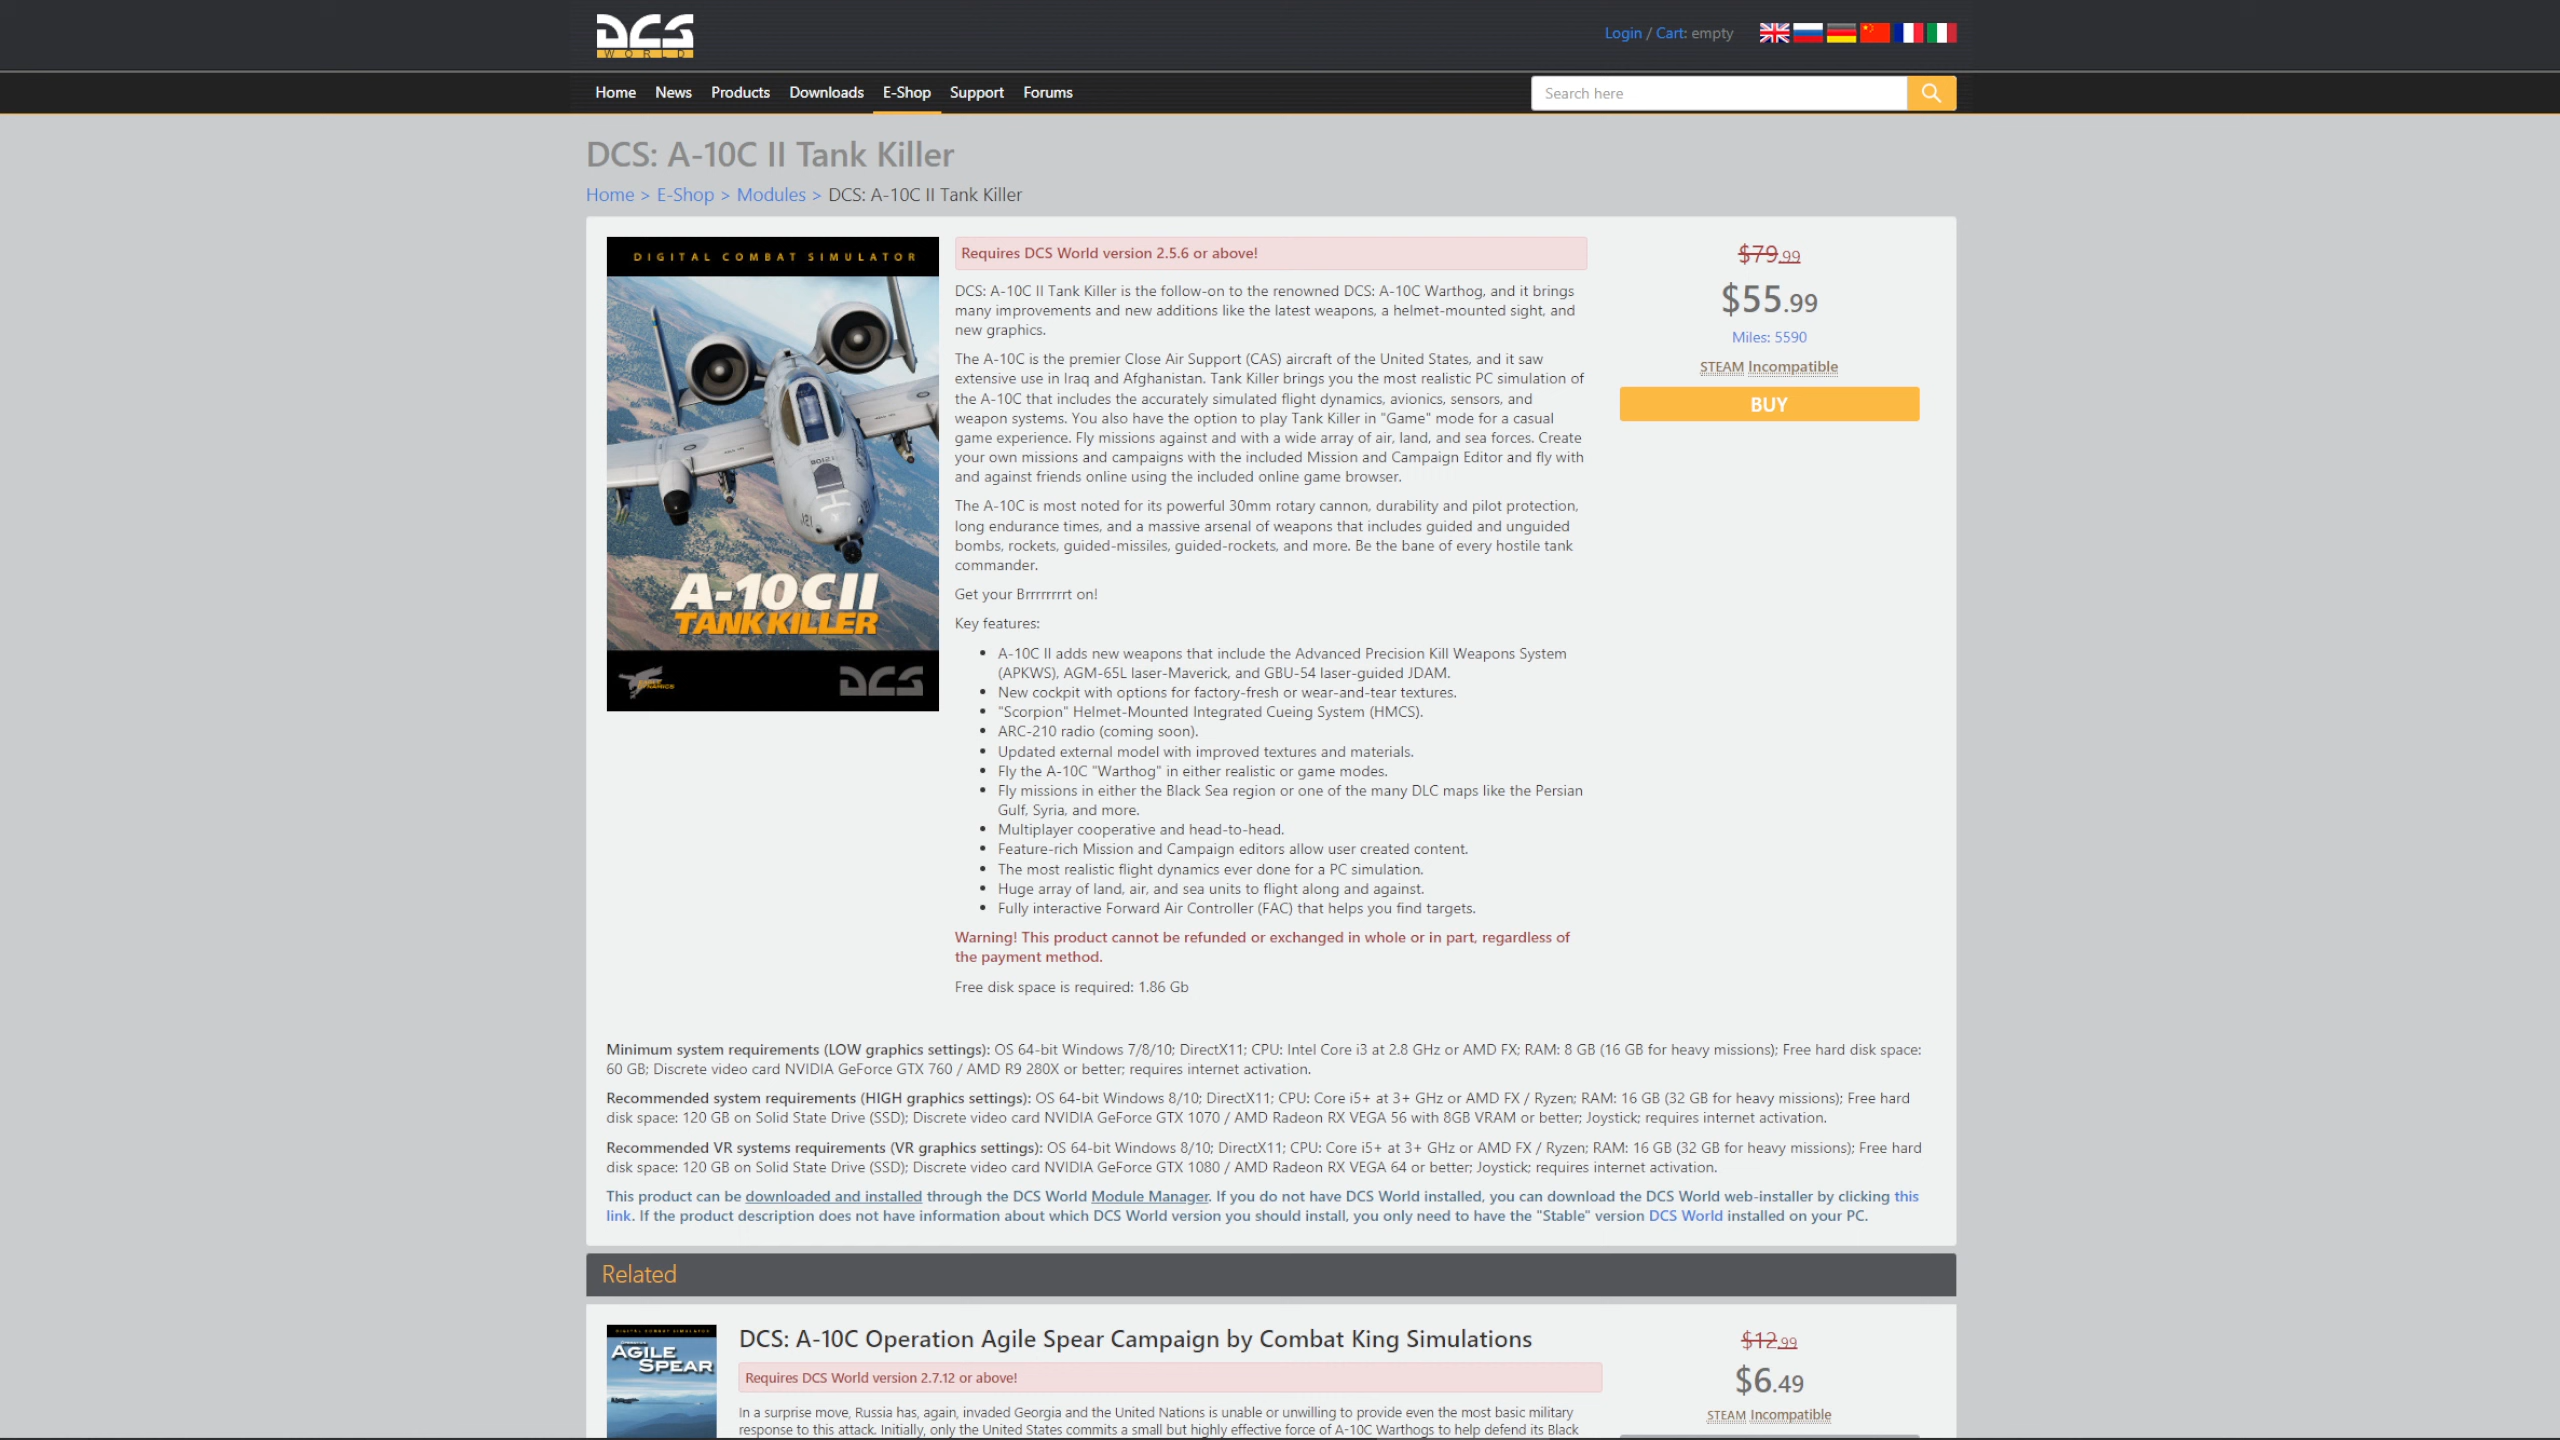 DCS
WORLD
Login / Cart: empty
Home News Products Downloads E-Shop Support Forums
Search here
DCS: A-10C II Tank Killer
Home > E-Shop > Modules > DCS: A-10C II Tank Killer
DIGITAL COMBAT SIMULATOR
A-10C II
TANK KILLER
DCS
Requires DCS World version 2.5.6 or above!
DCS: A-10C II Tank Killer is the follow-on to the renowned DCS: A-10C Warthog, and it brings
many improvements and new additions like the latest weapons, a helmet-mounted sight, and
new graphics.
The A-10C is the premier Close Air Support (CAS) aircraft of the United States, and it saw
extensive use in Iraq and Afghanistan. Tank Killer brings you the most realistic PC simulation of
the A-10C that includes the accurately simulated flight dynamics, avionics, sensors, and
weapon systems. You also have the option to play Tank Killer in "Game" mode for a casual
game experience. Fly missions against and with a wide array of air, land, and sea forces. Create
your own missions and campaigns with the included Mission and Campaign Editor and fly with
and against friends online using the included online game browser.
The A-10C is most noted for its powerful 30mm rotary cannon, durability and pilot protection,
long endurance times, and a massive arsenal of weapons that includes guided and unguided
bombs, rockets, guided-missiles, guided-rockets, and more. Be the bane of every hostile tank
commander.
Get your Brrrrrrrrt on!
Key features:
• A-10C II adds new weapons that include the Advanced Precision Kill Weapons System
(APKWS), AGM-65L laser-Maverick, and GBU-54 laser-guided JDAM.
• New cockpit with options for factory-fresh or wear-and-tear textures.
• "Scorpion" Helmet-Mounted Integrated Cueing System (HMCS).
• ARC-210 radio (coming soon).
• Updated external model with improved textures and materials.
• Fly the A-10C "Warthog" in either realistic or game modes.
• Fly missions in either the Black Sea region or one of the many DLC maps like the Persian
Gulf, Syria, and more.
• Multiplayer cooperative and head-to-head.
• Feature-rich Mission and Campaign editors allow user created content.
• The most realistic flight dynamics ever done for a PC simulation.
• Huge array of land, air, and sea units to flight along and against.
• Fully interactive Forward Air Controller (FAC) that helps you find targets.
Warning! This product cannot be refunded or exchanged in whole or in part, regardless of
the payment method.
Free disk space is required: 1.86 Gb
$79.99
$55.99
Miles: 5590
STEAM Incompatible
BUY
Minimum system requirements (LOW graphics settings): OS 64-bit Windows 7/8/10; DirectX11; CPU: Intel Core i3 at 2.8 GHz or AMD FX; RAM: 8 GB (16 GB for heavy missions); Free hard disk space:
60 GB; Discrete video card NVIDIA GeForce GTX 760 / AMD R9 280X or better; requires internet activation.
Recommended system requirements (HIGH graphics settings): OS 64-bit Windows 8/10; DirectX11; CPU: Core i5+ at 3+ GHz or AMD FX / Ryzen; RAM: 16 GB (32 GB for heavy missions); Free hard
disk space: 120 GB on Solid State Drive (SSD); Discrete video card NVIDIA GeForce GTX 1070 / AMD Radeon RX VEGA 56 with 8GB VRAM or better; Joystick; requires internet activation.
Recommended VR systems requirements (VR graphics settings): OS 64-bit Windows 8/10; DirectX11; CPU: Core i5+ at 3+ GHz or AMD FX / Ryzen; RAM: 16 GB (32 GB for heavy missions); Free hard
disk space: 120 GB on Solid State Drive (SSD); Discrete video card NVIDIA GeForce GTX 1080 / AMD Radeon RX VEGA 64 or better; Joystick; requires internet activation.
This product can be downloaded and installed through the DCS World Module Manager. If you do not have DCS World installed, you can download the DCS World web-installer by clicking this
link. If the product description does not have information about which DCS World version you should install, you only need to have the "Stable" version DCS World installed on your PC.
Related
AGILE
SPEAR
DCS: A-10C Operation Agile Spear Campaign by Combat King Simulations
Requires DCS World version 2.7.12 or above!
In a surprise move, Russia has, again, invaded Georgia and the United Nations is unable or unwilling to provide even the most basic military
response to this attack. Initially, only the United States commits a small but highly effective force of A-10C Warthogs to help defend its Black
$12.99
$6.49
STEAM Incompatible